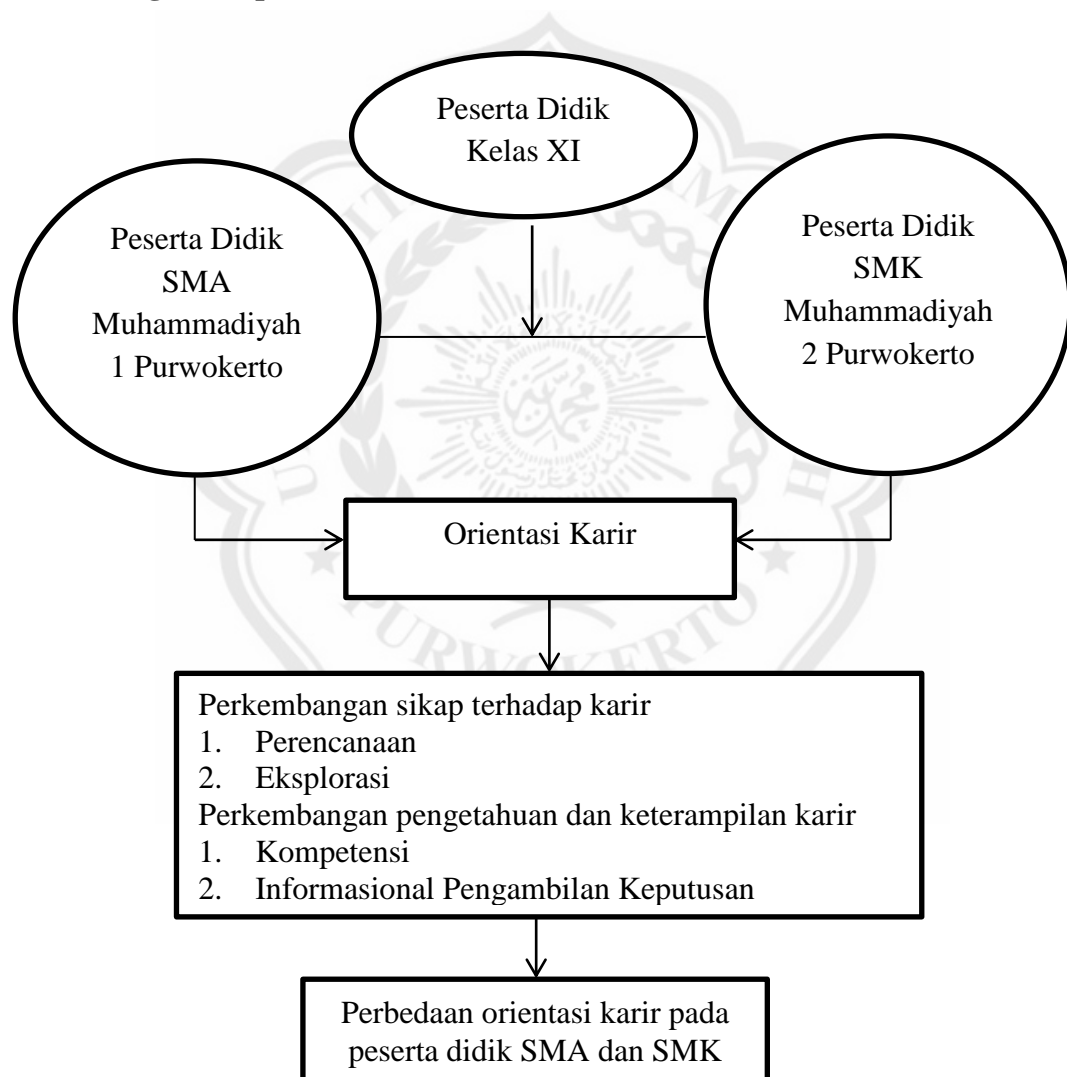 Peserta Didik
Kelas XI
Peserta Didik
SMA
Muhammadiyah
1 Purwokerto
Peserta Didik
SMK
Muhammadiyah
2 Purwokerto
Orientasi Karir
PURWOKERTO
Perkembangan sikap terhadap karir
1. Perencanaan
2. Eksplorasi
Perkembangan pengetahuan dan keterampilan karir
1. Kompetensi
2. Informasional Pengambilan Keputusan
Perbedaan orientasi karir pada
peserta didik SMA dan SMK